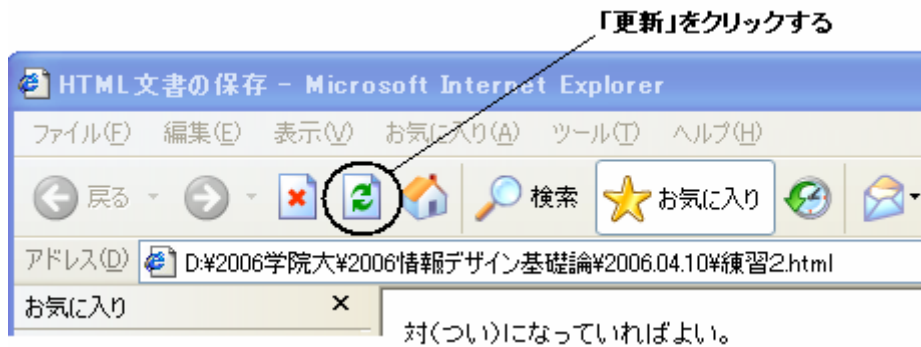 「更新」をクリックする
HTML文書の保存 - Microsoft Internet Explorer
ファイル(F) 編集(E) 表示(V) お気に入り(A) ツール(T) ヘルプ(H)
戻る 検索 お気に入り
アドレス(D) D:¥2006学院大¥2006情報デザイン基礎論¥2006.04.10¥練習2.html
お気に入り ×
対(つい)になっていればよい。